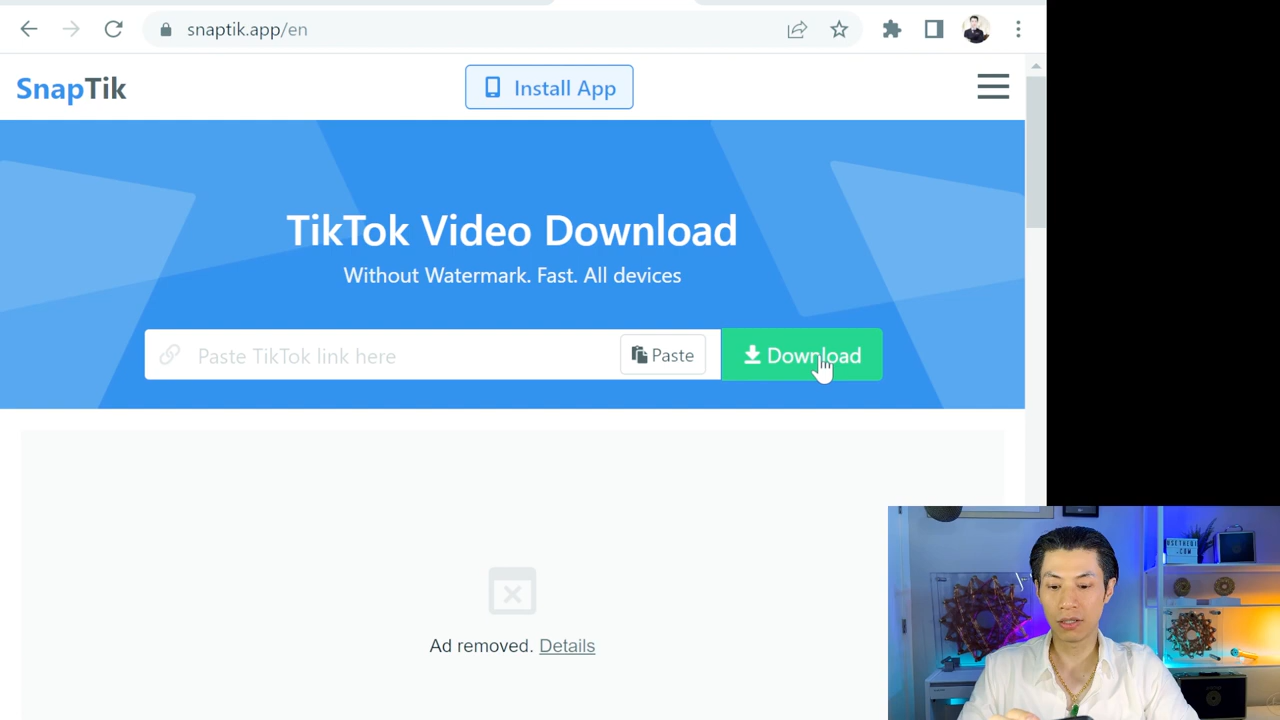 snaptik.app/en
SnapTik
Install App
TikTok Video Download
Without Watermark. Fast. All devices
Paste TikTok link here
Paste
Download
Ad removed. Details